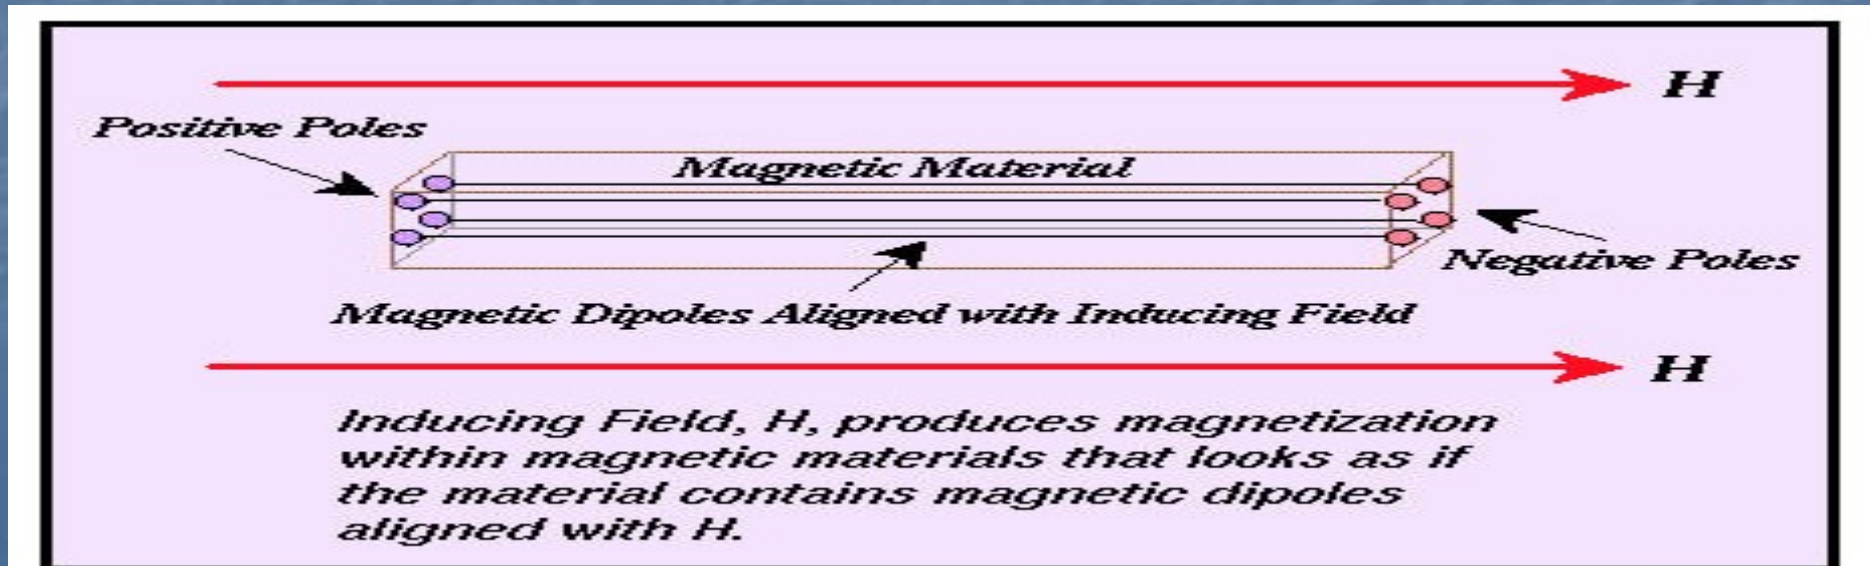 H
Positive Poles
Magnetic Material
Negative Poles
Magnetic Dipoles Aligned with Inducing Field
H
Inducing Field, H, produces magnetization
within magnetic materials that looks as if
the material contains magnetic dipoles
aligned with H.